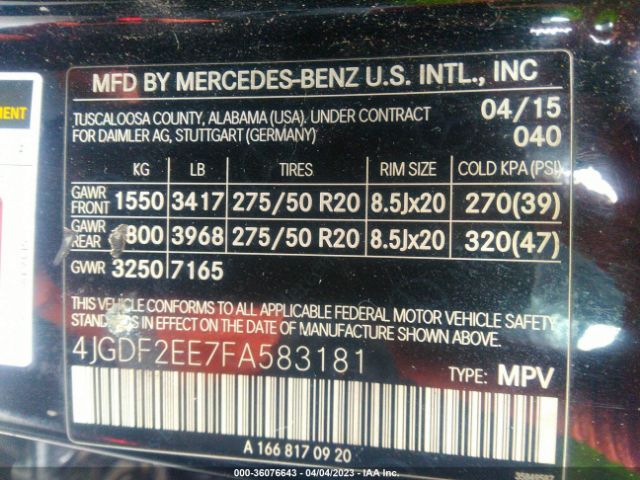 MFD BY MERCEDES-BENZ U.S. INTL., INC
TUSCALOOSA COUNTY, ALABAMA (USA). UNDER CONTRACT 04/15
FOR DAIMLER AG, STUTTGART (GERMANY) 040
KG LB TIRES RIM SIZE COLD KPA (PSI)
GAWR FRONT 1550 3417 275/50 R20 8.5Jx20 270(39)
GAWR REAR 800 3968 275/50 R20 8.5Jx20 320(47)
GVWR 3250 7165
THIS VEHICLE CONFORMS TO ALL APPLICABLE FEDERAL MOTOR VEHICLE SAFETY
STANDARDS IN EFFECT ON THE DATE OF MANUFACTURE SHOWN ABOVE.
4JGDF2EE7FA583181
TYPE: MPV
A 166 817 09 20
000-36076643 - 04/04/2023 - IAA Inc.